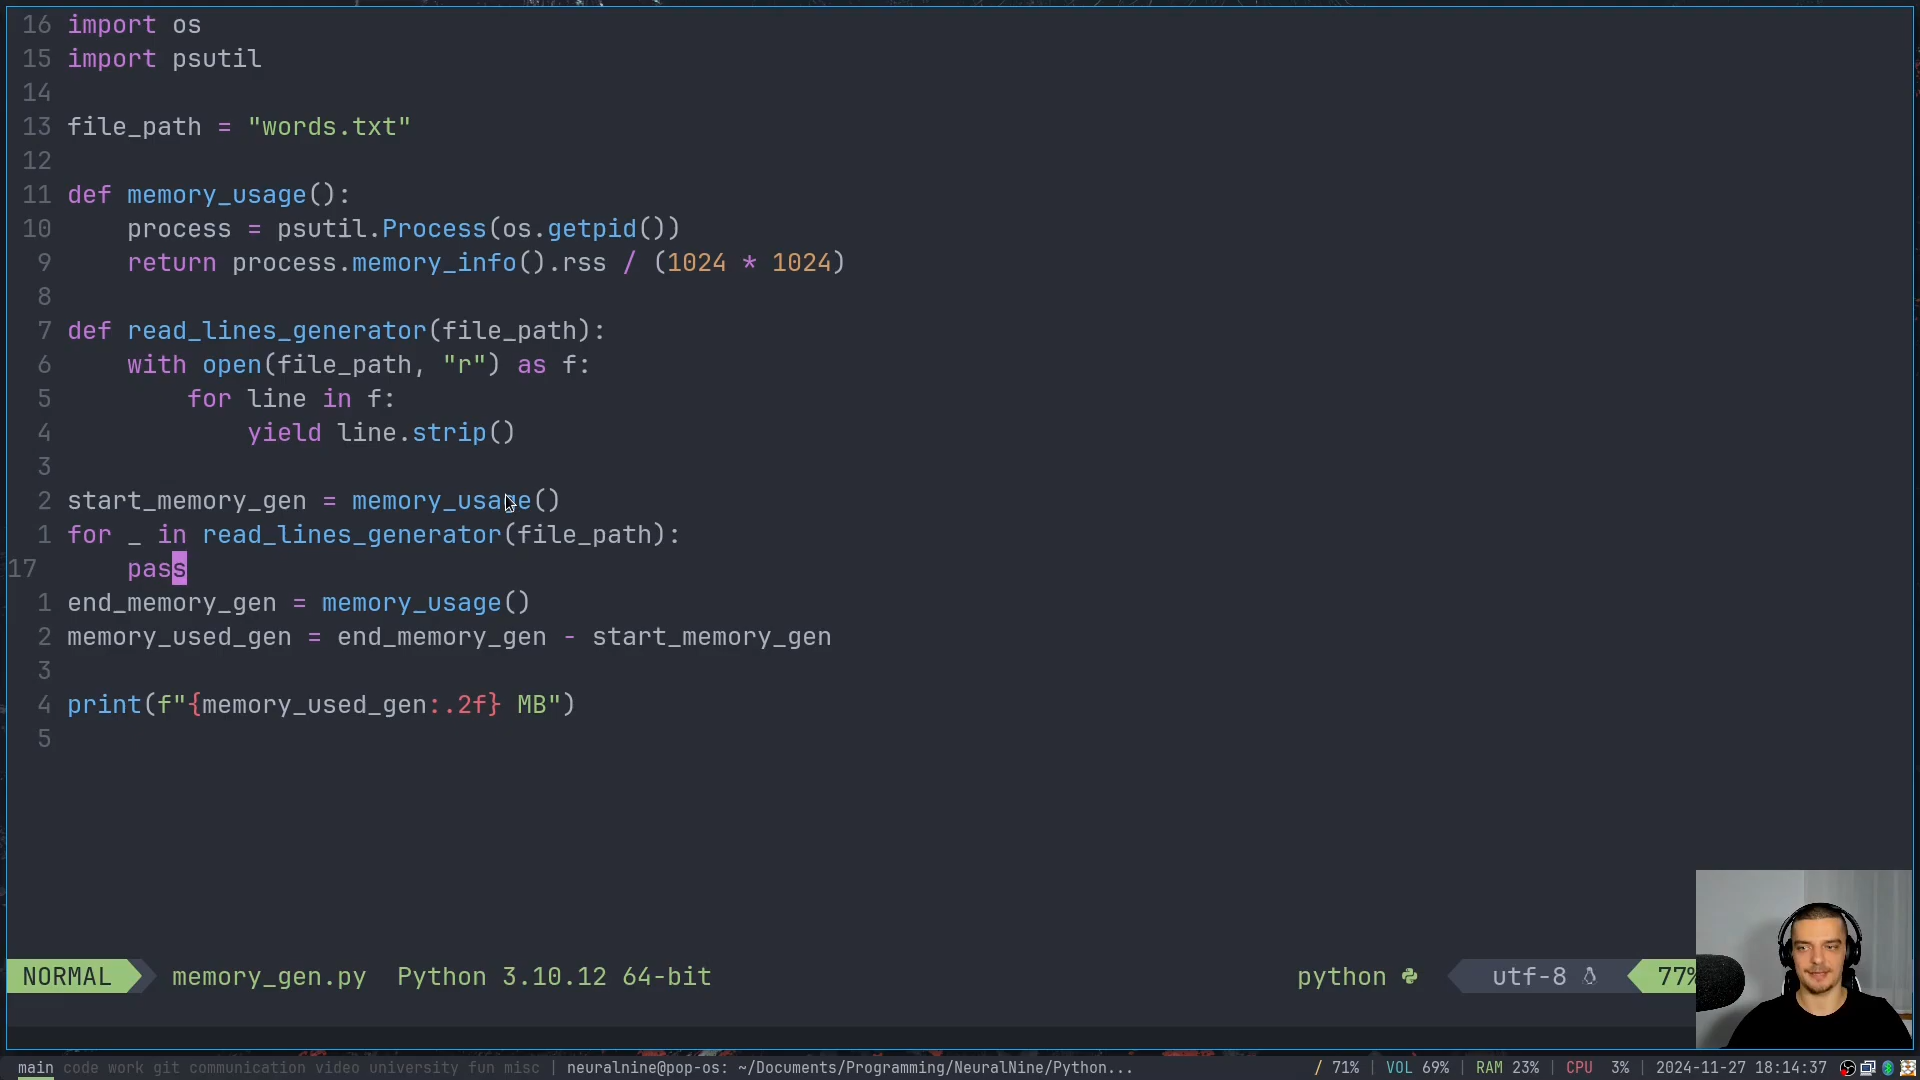 16 import os
15 import psutil
14
13 file_path = "words.txt"
12
11 def memory_usage():
10     process = psutil.Process(os.getpid())
9     return process.memory_info().rss / (1024 * 1024)
8
7 def read_lines_generator(file_path):
6     with open(file_path, "r") as f:
5         for line in f:
4             yield line.strip()
3
2 start_memory_gen = memory_usage()
1 for _ in read_lines_generator(file_path):
17     pass
1 end_memory_gen = memory_usage()
2 memory_used_gen = end_memory_gen - start_memory_gen
3
4 print(f"{memory_used_gen:.2f} MB")
5
NORMAL memory_gen.py Python 3.10.12 64-bit python utf-8 77%
main code work git communication video university fun misc | neuralnine@pop-os: ~/Documents/Programming/NeuralNine/Python... / 71% | VOL 69% | RAM 23% | CPU 3% | 2024-11-27 18:14:37